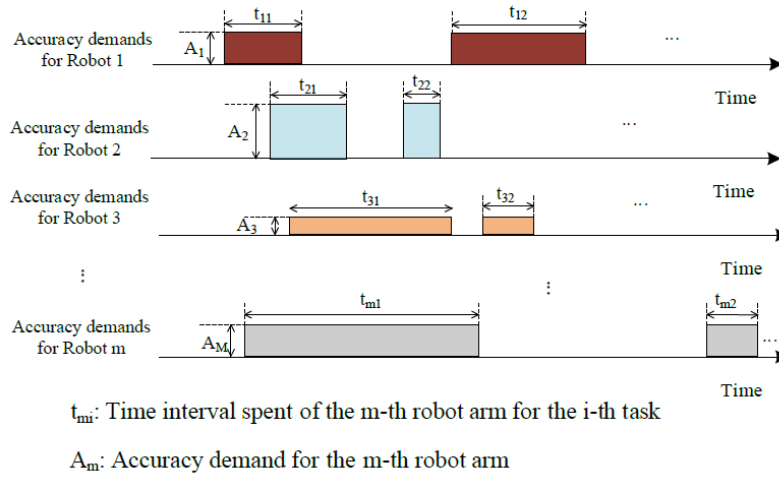 t11
t12
Accuracy demands
for Robot 1
A1
...
Time
t21
t22
Accuracy demands
for Robot 2
A2
...
Time
Accuracy demands
for Robot 3
A3
t31
t32
...
Time
⋮
⋮
tm1
tm2
Accuracy demands
for Robot m
AM
...
Time
tmi: Time interval spent of the m-th robot arm for the i-th task
Am: Accuracy demand for the m-th robot arm